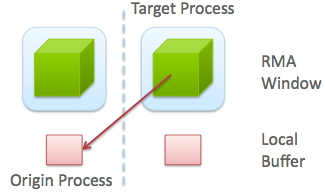 Target Process
RMA
Window
Local
Buffer
Origin Process